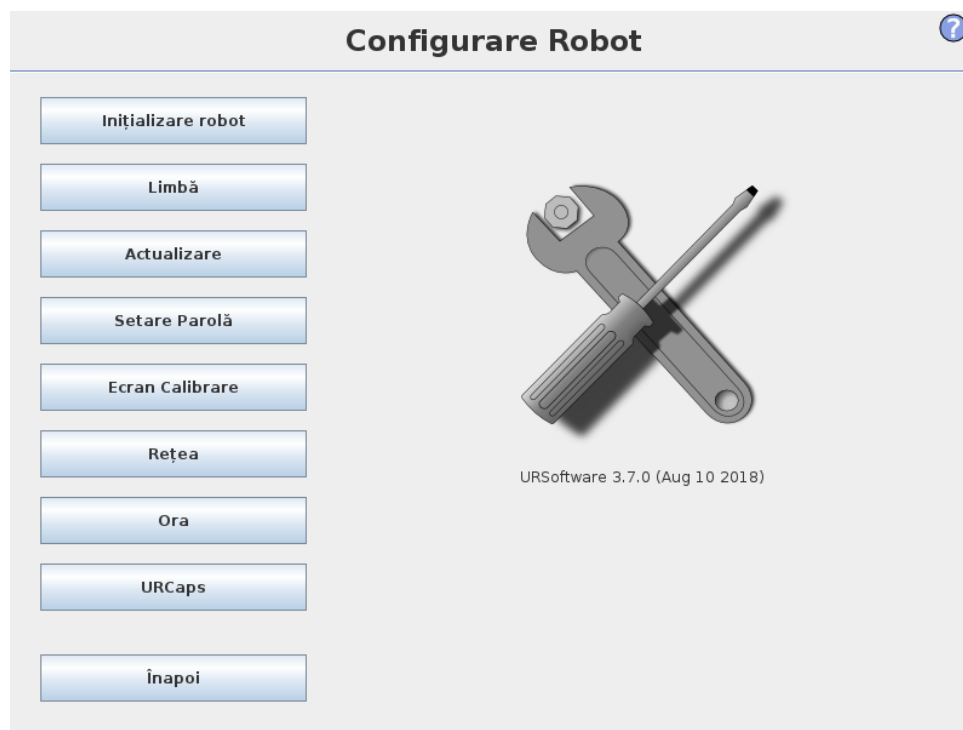 Configurare Robot
?
Inițializare robot
Limbă
Actualizare
Setare Parolă
Ecran Calibrare
Rețea
Ora
URCaps
Înapoi
URSoftware 3.7.0 (Aug 10 2018)